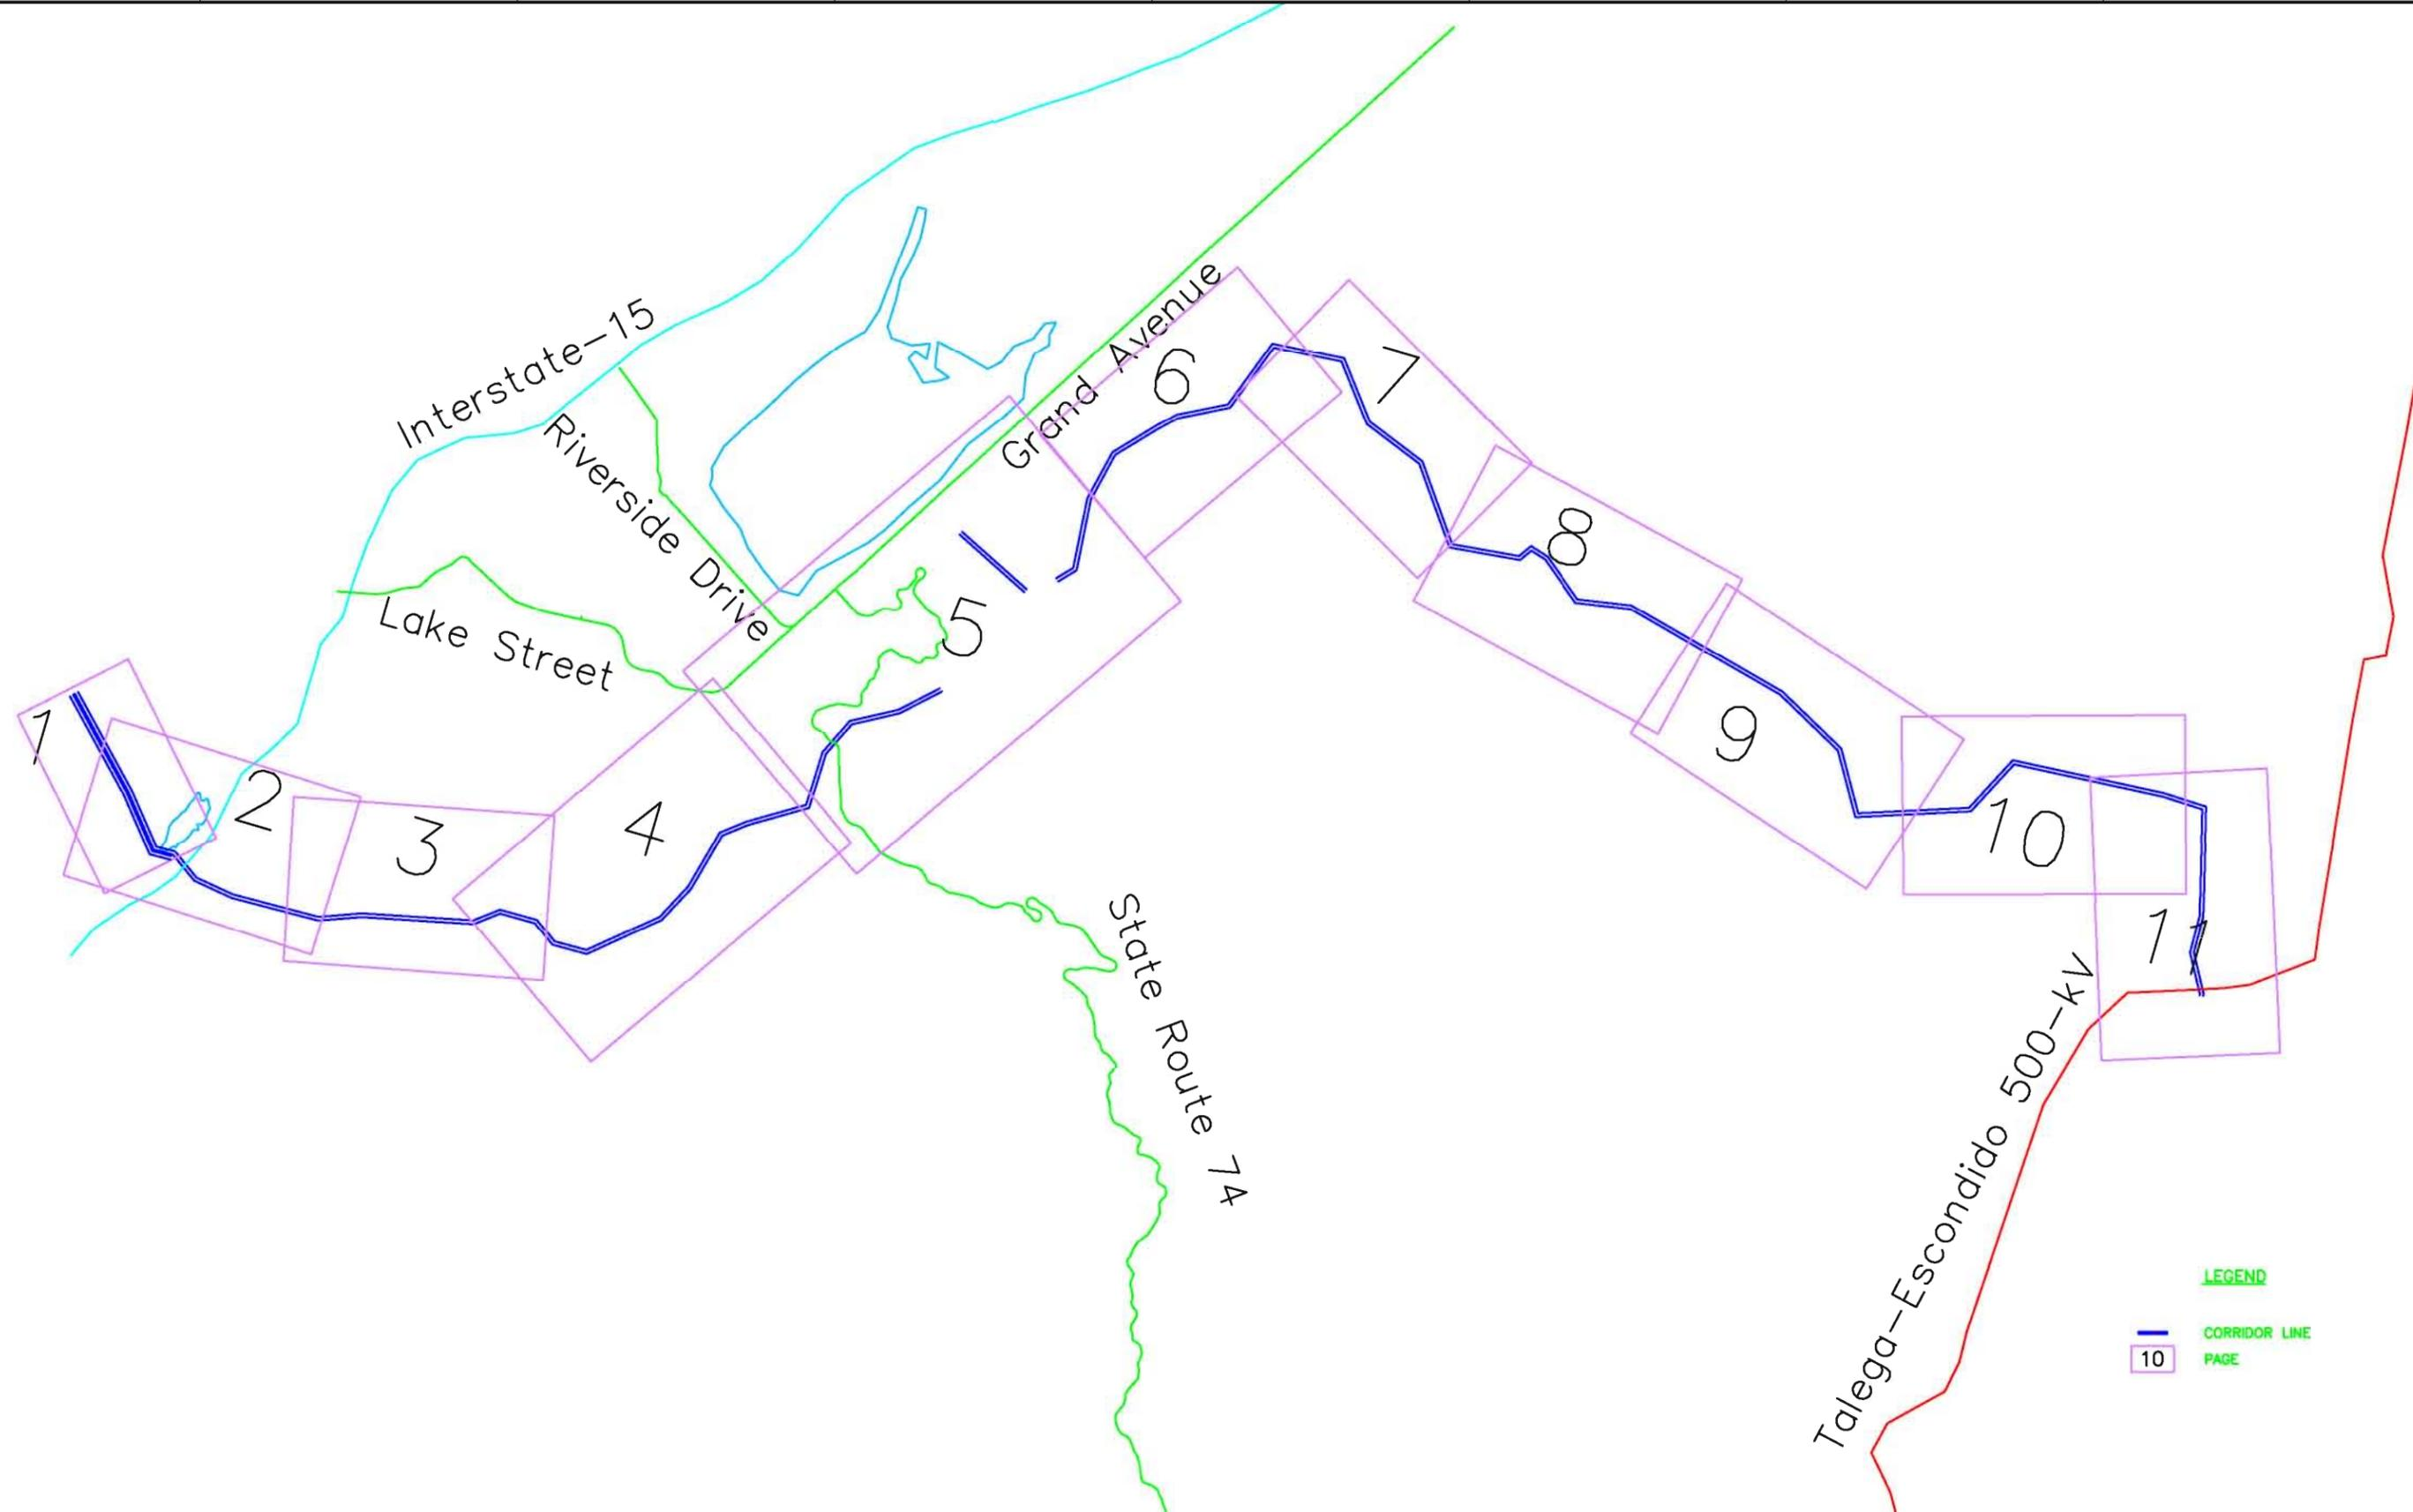 Interstate-15
Grand Avenue
Riverside Drive
Lake Street
1
2
3
4
5
6
7
8
9
10
11
State Route 74
Talega-Escondido 500-kV
LEGEND
CORRIDOR LINE
10 PAGE